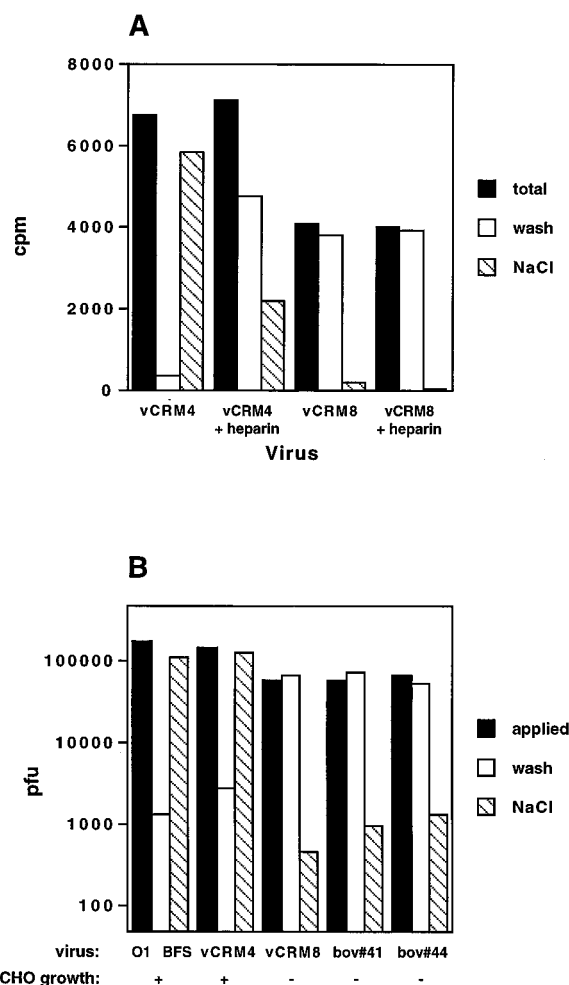 A
8000
6000
4000
2000
0
cpm
total
wash
NaCl
vCRM4 vCRM4 vCRM8 vCRM8
+ heparin + heparin
Virus
B
100000
10000
1000
100
pfu
applied
wash
NaCl
virus: O1 BFS vCRM4 vCRM8 bov#41 bov#44
CHO growth: + + - - -